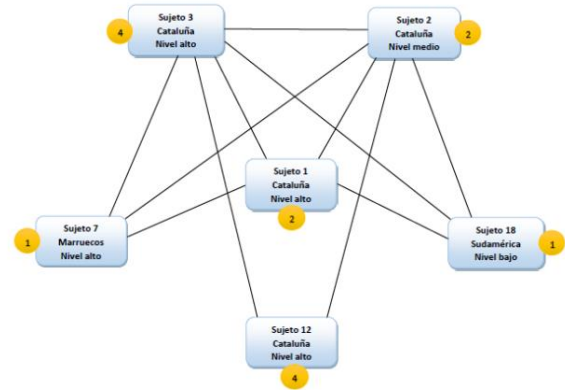 Sujeto 3
Cataluña
Nivel alto
4
Sujeto 2
Cataluña
Nivel medio
2
Sujeto 1
Cataluña
Nivel alto
2
Sujeto 7
Marruecos
Nivel alto
1
Sujeto 18
Sudamérica
Nivel bajo
1
Sujeto 12
Cataluña
Nivel alto
4